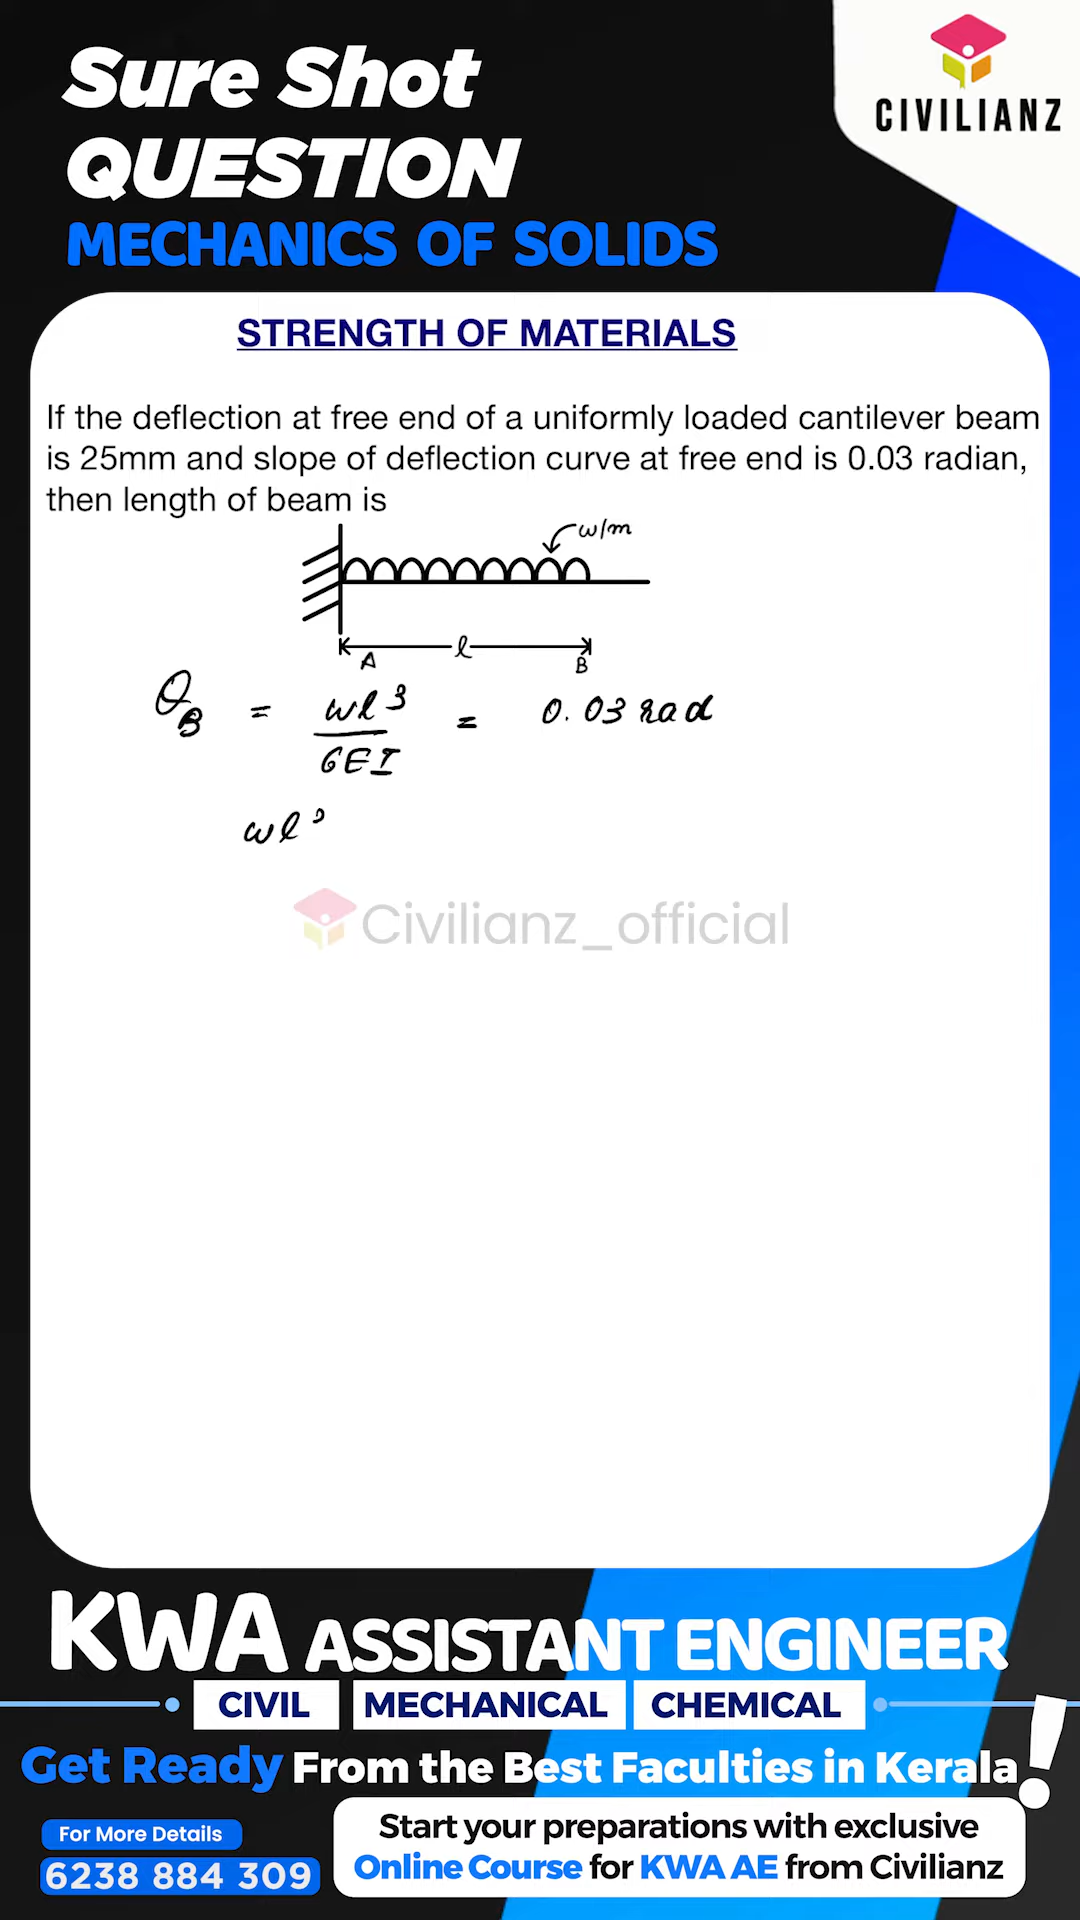 Sure Shot
QUESTION
MECHANICS OF SOLIDS
CIVILIANZ
STRENGTH OF MATERIALS
If the deflection at free end of a uniformly loaded cantilever beam
is 25mm and slope of deflection curve at free end is 0.03 radian,
then length of beam is
w/m
l
A
B
θB = wl³/6EI = 0.03 rad
wl³
Civilianz_official
KWA ASSISTANT ENGINEER
CIVIL MECHANICAL CHEMICAL
Get Ready From the Best Faculties in Kerala!
For More Details
6238 884 309
Start your preparations with exclusive
Online Course for KWA AE from Civilianz